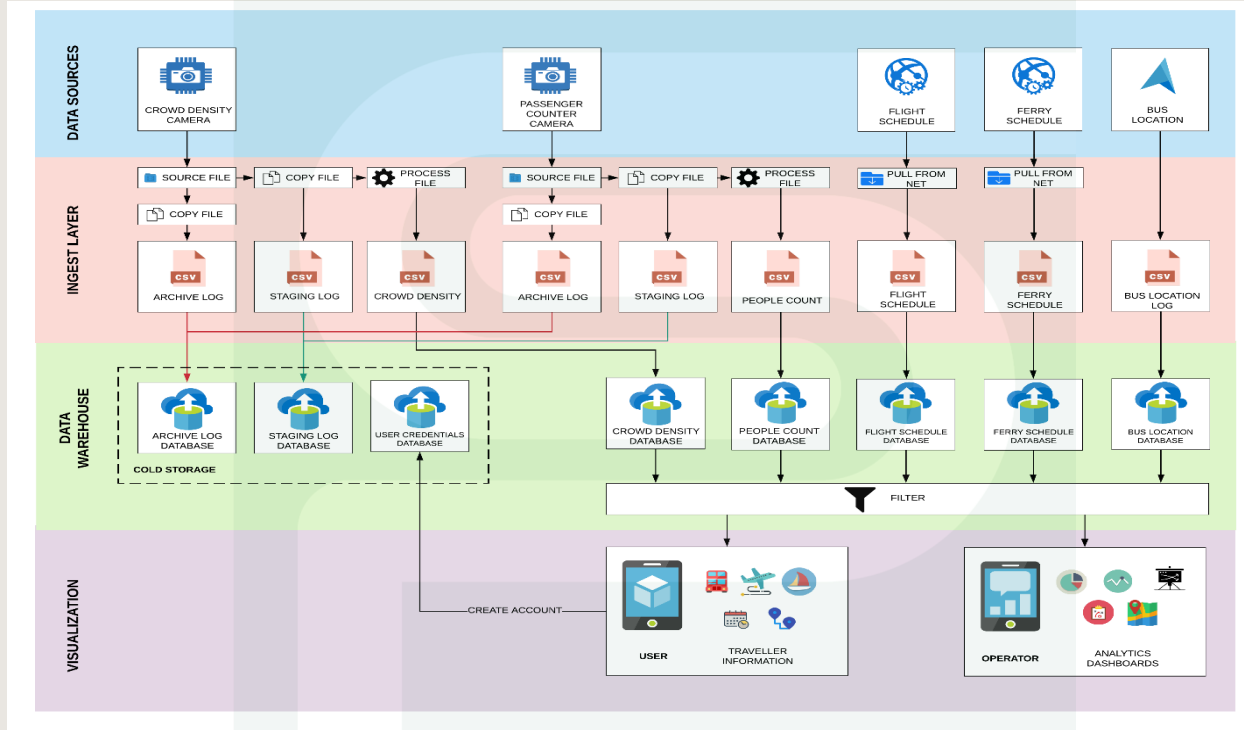 DATA SOURCES
CROWD DENSITY
CAMERA
PASSENGER
COUNTER
CAMERA
FLIGHT
SCHEDULE
FERRY
SCHEDULE
BUS
LOCATION
INGEST LAYER
SOURCE FILE
COPY FILE
PROCESS
FILE
SOURCE FILE
COPY FILE
PROCESS
FILE
PULL FROM
NET
PULL FROM
NET
COPY FILE
COPY FILE
CSV
ARCHIVE LOG
CSV
STAGING LOG
CSV
CROWD DENSITY
CSV
ARCHIVE LOG
CSV
STAGING LOG
CSV
PEOPLE COUNT
CSV
FLIGHT
SCHEDULE
CSV
FERRY
SCHEDULE
CSV
BUS LOCATION
LOG
DATA
WAREHOUSE
ARCHIVE LOG
DATABASE
STAGING LOG
DATABASE
USER CREDENTIALS
DATABASE
COLD STORAGE
CROWD DENSITY
DATABASE
PEOPLE COUNT
DATABASE
FLIGHT SCHEDULE
DATABASE
FERRY SCHEDULE
DATABASE
BUS LOCATION
DATABASE
FILTER
VISUALIZATION
CREATE ACCOUNT
USER
TRAVELLER
INFORMATION
OPERATOR
ANALYTICS
DASHBOARDS